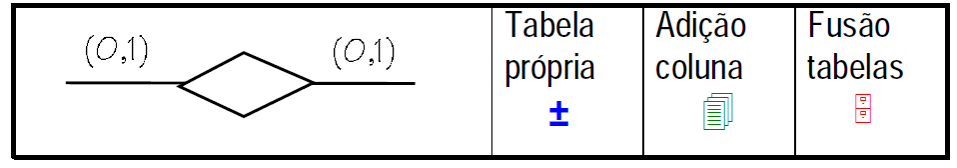 (0,1)
(0,1)
Tabela
própria
±
Adição
coluna
Fusão
tabelas